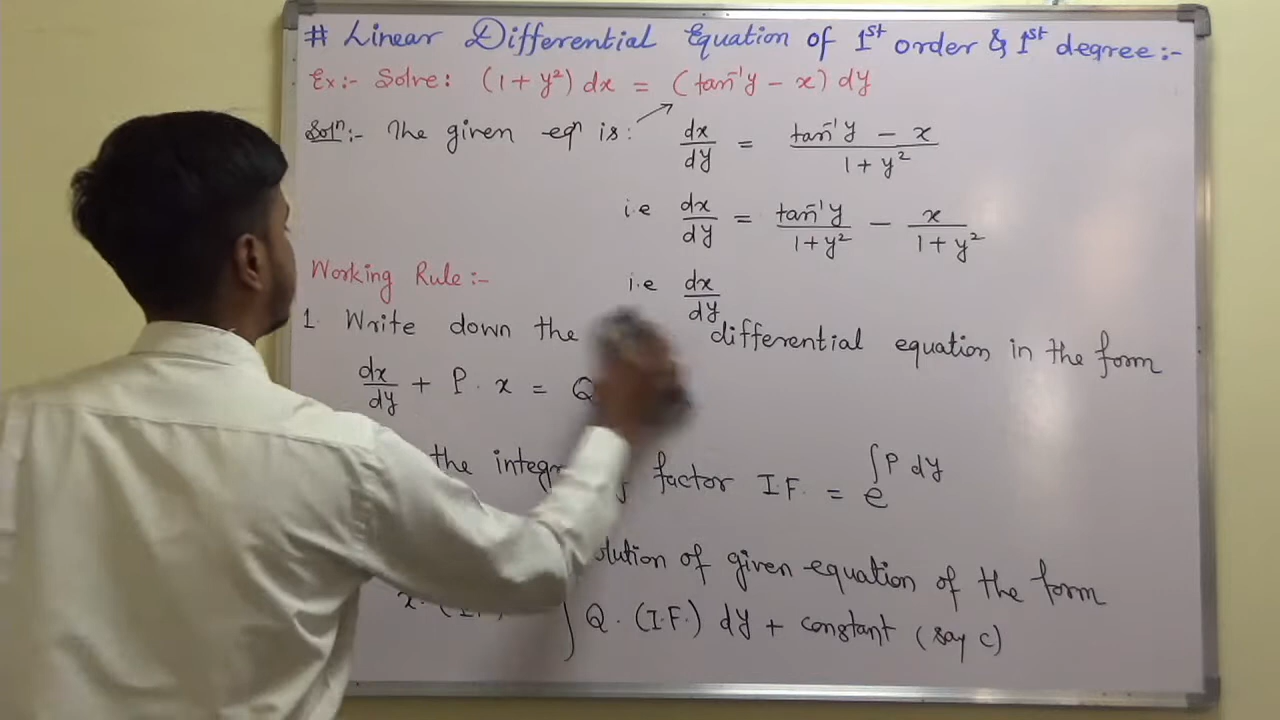 # Linear Differential Equation of 1st order & 1st degree:-
Ex:- Solve: (1 + y²) dx = (tan⁻¹y - x) dy
Solⁿ:- The given eqⁿ is: dx/dy = (tan⁻¹y - x)/(1 + y²)
i.e dx/dy = tan⁻¹y/(1+y²) - x/(1+y²)
Working Rule:-
i.e dx/dy
1. Write down the differential equation in the form
dx/dy + P · x = Q
the factor I.F. = e^∫P dy
of given equation of the form
x · ∫Q · (I.F.) dy + constant (say c)